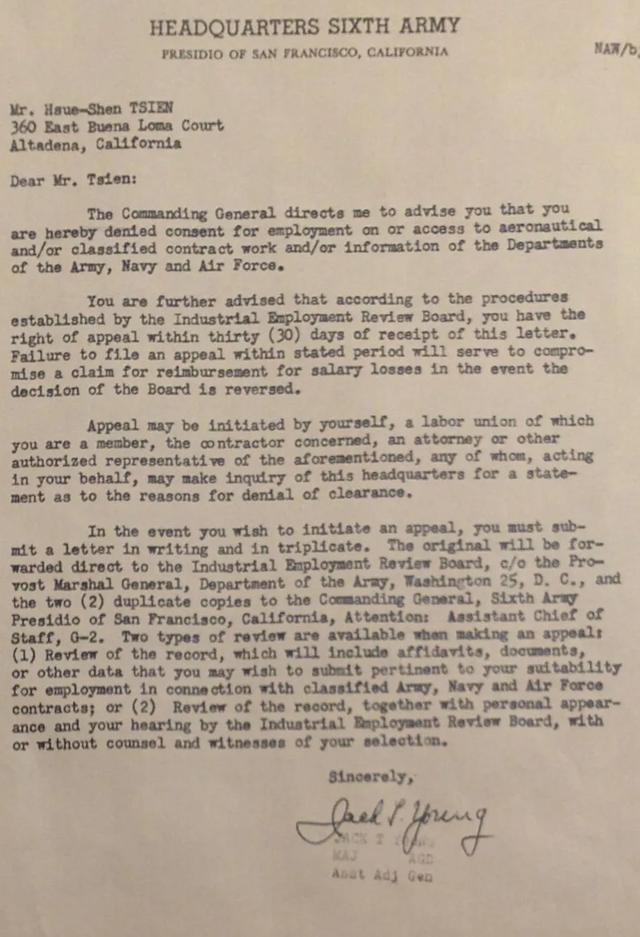 HEADQUARTERS SIXTH ARMY
PRESIDIO OF SAN FRANCISCO, CALIFORNIA
NAW/b
Mr. Hsue-Shen TSIEN
360 East Buena Loma Court
Altadena, California
Dear Mr. Tsien:
The Commanding General directs me to advise you that you
are hereby denied consent for employment on or access to aeronautical
and/or classified contract work and/or information of the Departments
of the Army, Navy and Air Force.
You are further advised that according to the procedures
established by the Industrial Employment Review Board, you have the
right of appeal within thirty (30) days of receipt of this letter.
Failure to file an appeal within stated period will serve to compro-
mise a claim for reimbursement for salary losses in the event the
decision of the Board is reversed.
Appeal may be initiated by yourself, a labor union of which
you are a member, the contractor concerned, an attorney or other
authorized representative of the aforementioned, any of whom, acting
in your behalf, may make inquiry of this headquarters for a state-
ment as to the reasons for denial of clearance.
In the event you wish to initiate an appeal, you must sub-
mit a letter in writing and in triplicate. The original will be for-
warded direct to the Industrial Employment Review Board, c/o the Pro-
vost Marshal General, Department of the Army, Washington 25, D. C., and
the two (2) duplicate copies to the Commanding General, Sixth Army
Presidio of San Francisco, California, Attention: Assistant Chief of
Staff, G-2. Two types of review are available when making an appeal:
(1) Review of the record, which will include affidavits, documents,
or other data that you may wish to submit pertinent to your suitability
for employment in connection with classified Army, Navy and Air Force
contracts; or (2) Review of the record, together with personal appear-
ance and your hearing by the Industrial Employment Review Board, with
or without counsel and witnesses of your selection.
Sincerely,
Jack T. Young
JACK T YOUNG
MAJ AGD
Asst Adj Gen